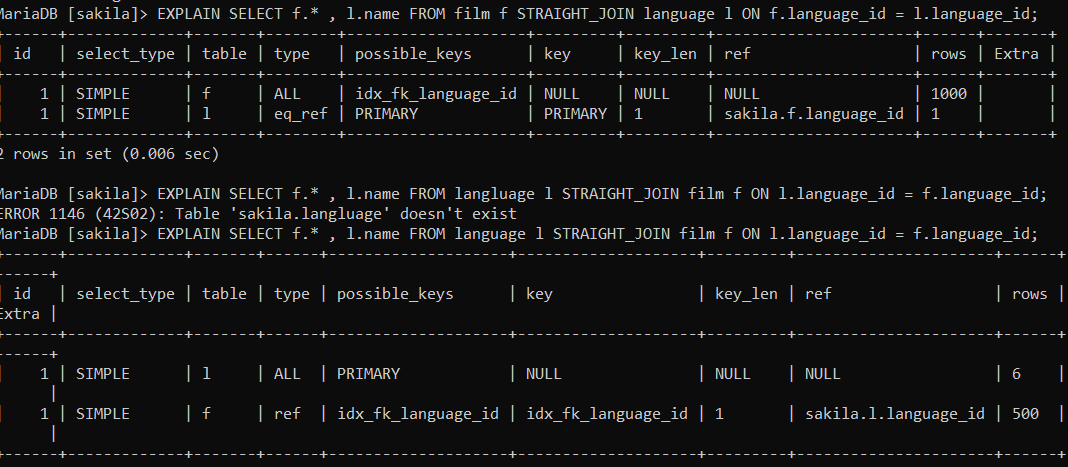 MariaDB [sakila]> EXPLAIN SELECT f.* , l.name FROM film f STRAIGHT_JOIN language l ON f.language_id = l.language_id;
+------+-------------+-------+--------+--------------------+---------+---------+----------------------+------+-------+
| id   | select_type | table | type   | possible_keys      | key     | key_len | ref                  | rows | Extra |
+------+-------------+-------+--------+--------------------+---------+---------+----------------------+------+-------+
|    1 | SIMPLE      | f     | ALL    | idx_fk_language_id | NULL    | NULL    | NULL                 | 1000 |       |
|    1 | SIMPLE      | l     | eq_ref | PRIMARY            | PRIMARY | 1       | sakila.f.language_id | 1    |       |
+------+-------------+-------+--------+--------------------+---------+---------+----------------------+------+-------+
2 rows in set (0.006 sec)
MariaDB [sakila]> EXPLAIN SELECT f.* , l.name FROM langluage l STRAIGHT_JOIN film f ON l.language_id = f.language_id;
ERROR 1146 (42S02): Table 'sakila.langluage' doesn't exist
MariaDB [sakila]> EXPLAIN SELECT f.* , l.name FROM language l STRAIGHT_JOIN film f ON l.language_id = f.language_id;
+------+-------------+-------+------+--------------------+--------------------+---------+----------------------+------+
-------+
| id   | select_type | table | type | possible_keys      | key                | key_len | ref                  | rows |
Extra |
+------+-------------+-------+------+--------------------+--------------------+---------+----------------------+------+
-------+
|    1 | SIMPLE      | l     | ALL  | PRIMARY            | NULL               | NULL    | NULL                 | 6    |
      |
|    1 | SIMPLE      | f     | ref  | idx_fk_language_id | idx_fk_language_id | 1       | sakila.l.language_id | 500  |
      |
+------+-------------+-------+------+--------------------+--------------------+---------+----------------------+------+